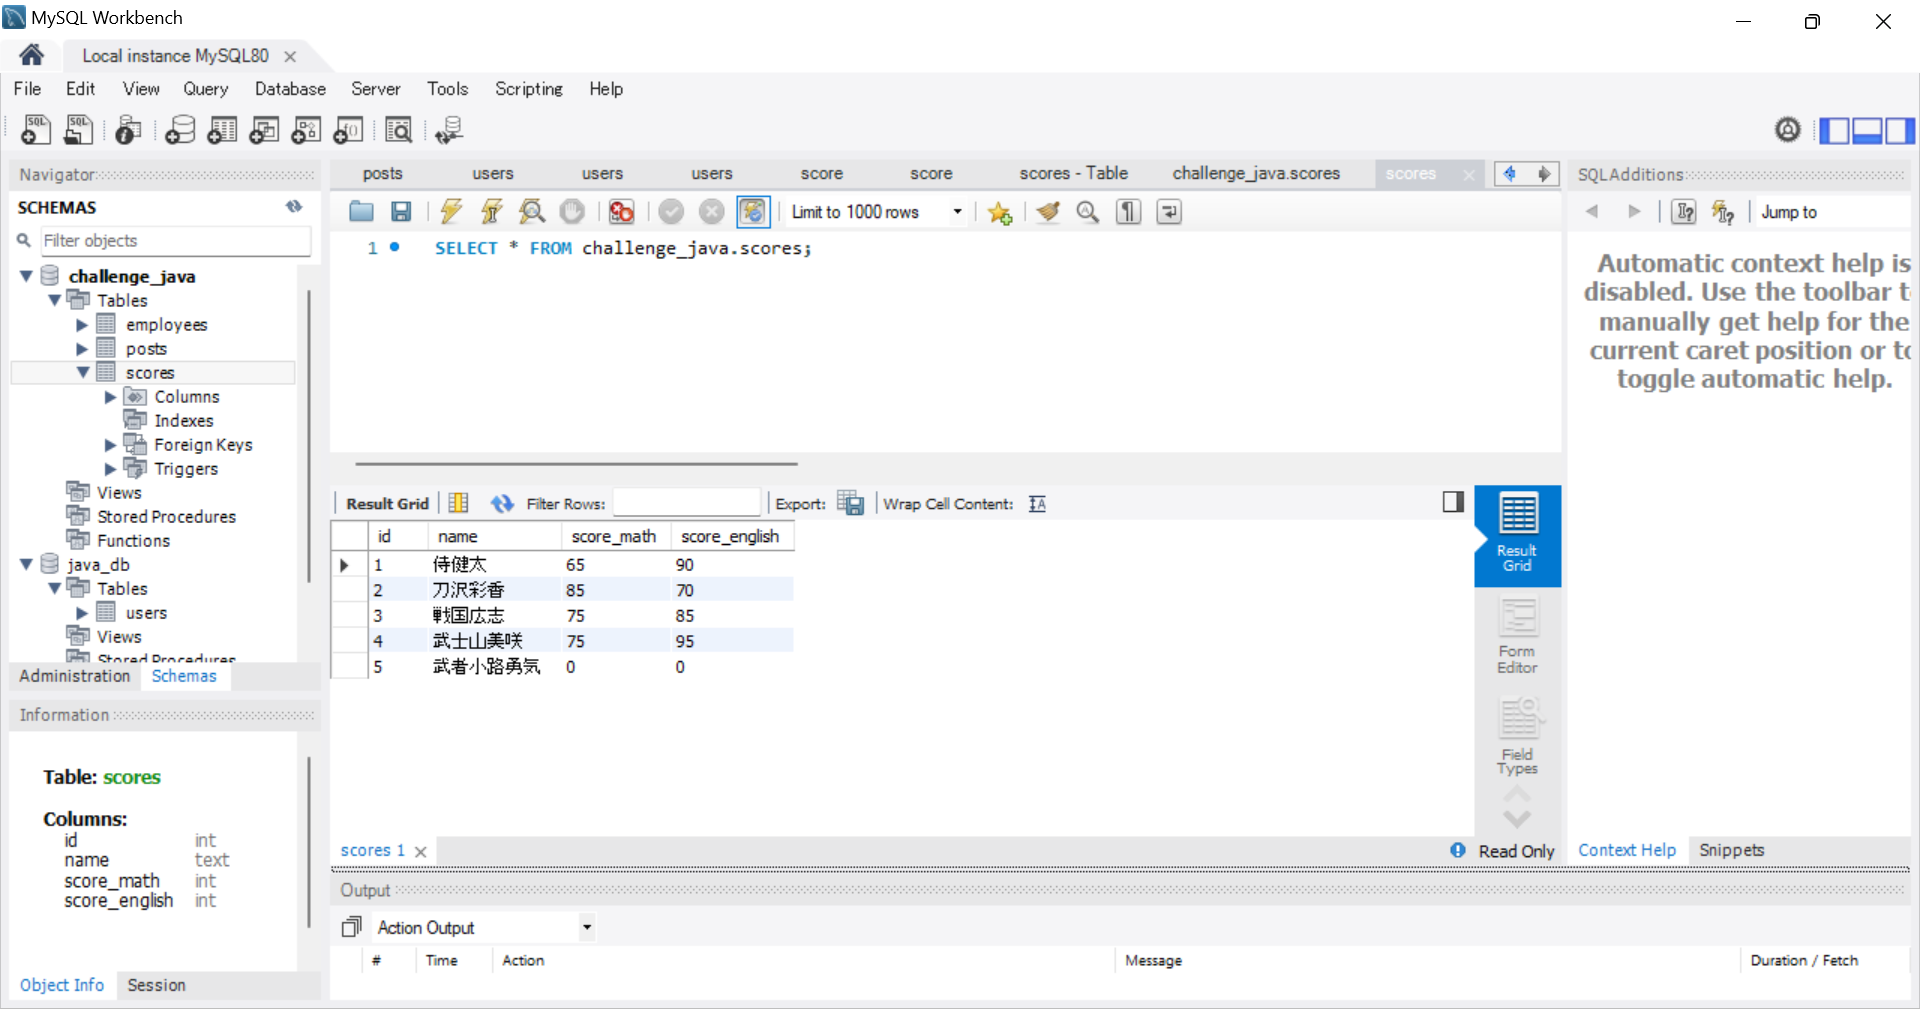 MySQL Workbench
Local instance MySQL80
File Edit View Query Database Server Tools Scripting Help
Navigator
SCHEMAS
Filter objects
challenge_java
Tables
employees
posts
scores
Columns
Indexes
Foreign Keys
Triggers
Views
Stored Procedures
Functions
java_db
Tables
users
Views
Stored Procedures
Administration Schemas
Information
Table: scores
Columns:
id int
name text
score_math int
score_english int
Object Info Session
posts users users users score score scores - Table challenge_java.scores scores
Limit to 1000 rows
1 SELECT * FROM challenge_java.scores;
Result Grid Filter Rows: Export: Wrap Cell Content:
id name score_math score_english
1 侍健太 65 90
2 刀沢彩香 85 70
3 戦国広志 75 85
4 武士山美咲 75 95
5 武者小路勇気 0 0
Result
Grid
Form
Editor
Field
Types
scores 1
Read Only
SQLAdditions
Jump to
Automatic context help is
disabled. Use the toolbar t
manually get help for the
current caret position or to
toggle automatic help.
Context Help Snippets
Output
Action Output
# Time Action Message Duration / Fetch